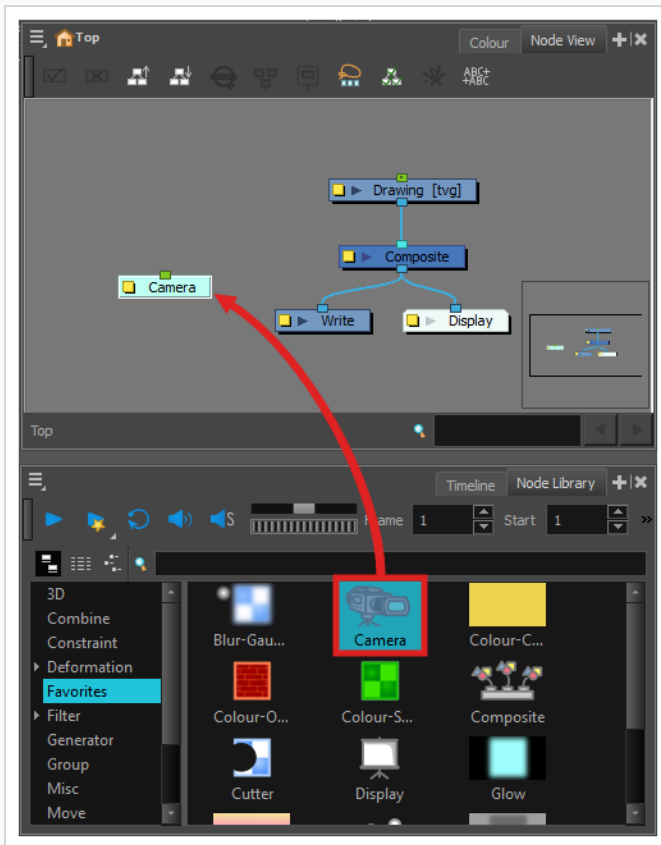 Top
Colour Node View
ABC+
+ABC
Drawing [tvg]
Composite
Camera
Write Display
Top
Timeline Node Library
S Frame 1 Start 1 »
3D
Combine
Constraint
Deformation
Favorites
Filter
Generator
Group
Misc
Move
Blur-Gau... Camera Colour-C...
Colour-O... Colour-S... Composite
Cutter Display Glow